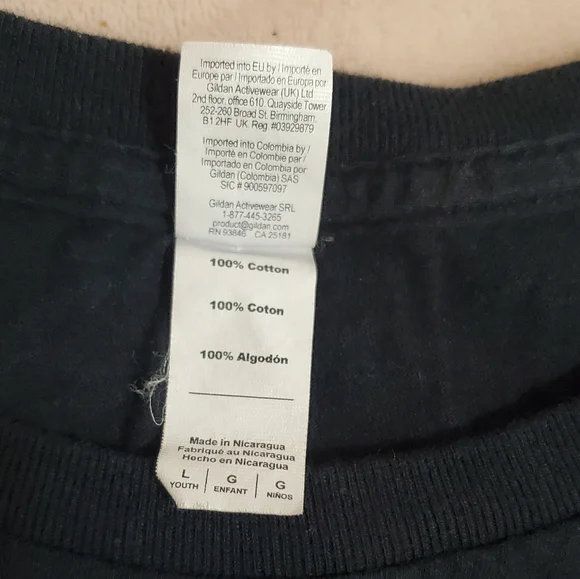 Imported into EU by / Importé en
Europe par / Importado en Europa por
Gildan Activewear (UK) Ltd
2nd floor, office 610, Quayside Tower
252-260 Broad St. Birmingham,
B1 2HF UK Reg. #03929879
Imported into Colombia by /
Importé en Colombie par /
Importado en Colombia por
Gildan (Colombia) SAS
SIC # 900597097
Gildan Activewear SRL
1-877-445-3265
product@gildan.com
RN 93846 CA 25181
100% Cotton
100% Coton
100% Algodón
Made in Nicaragua
Fabriqué au Nicaragua
Hecho en Nicaragua
L G G
YOUTH ENFANT NIÑOS